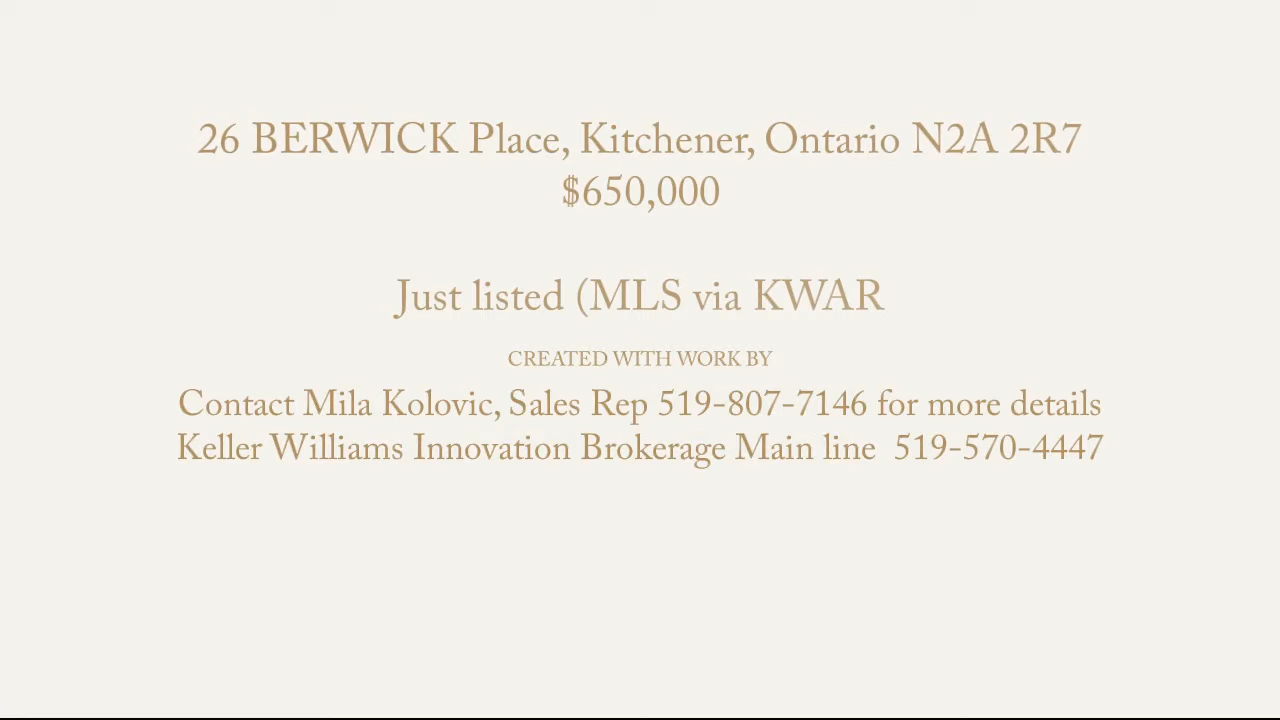 26 BERWICK Place, Kitchener, Ontario N2A 2R7
$650,000
Just listed (MLS via KWAR
CREATED WITH WORK BY
Contact Mila Kolovic, Sales Rep 519-807-7146 for more details
Keller Williams Innovation Brokerage Main line  519-570-4447